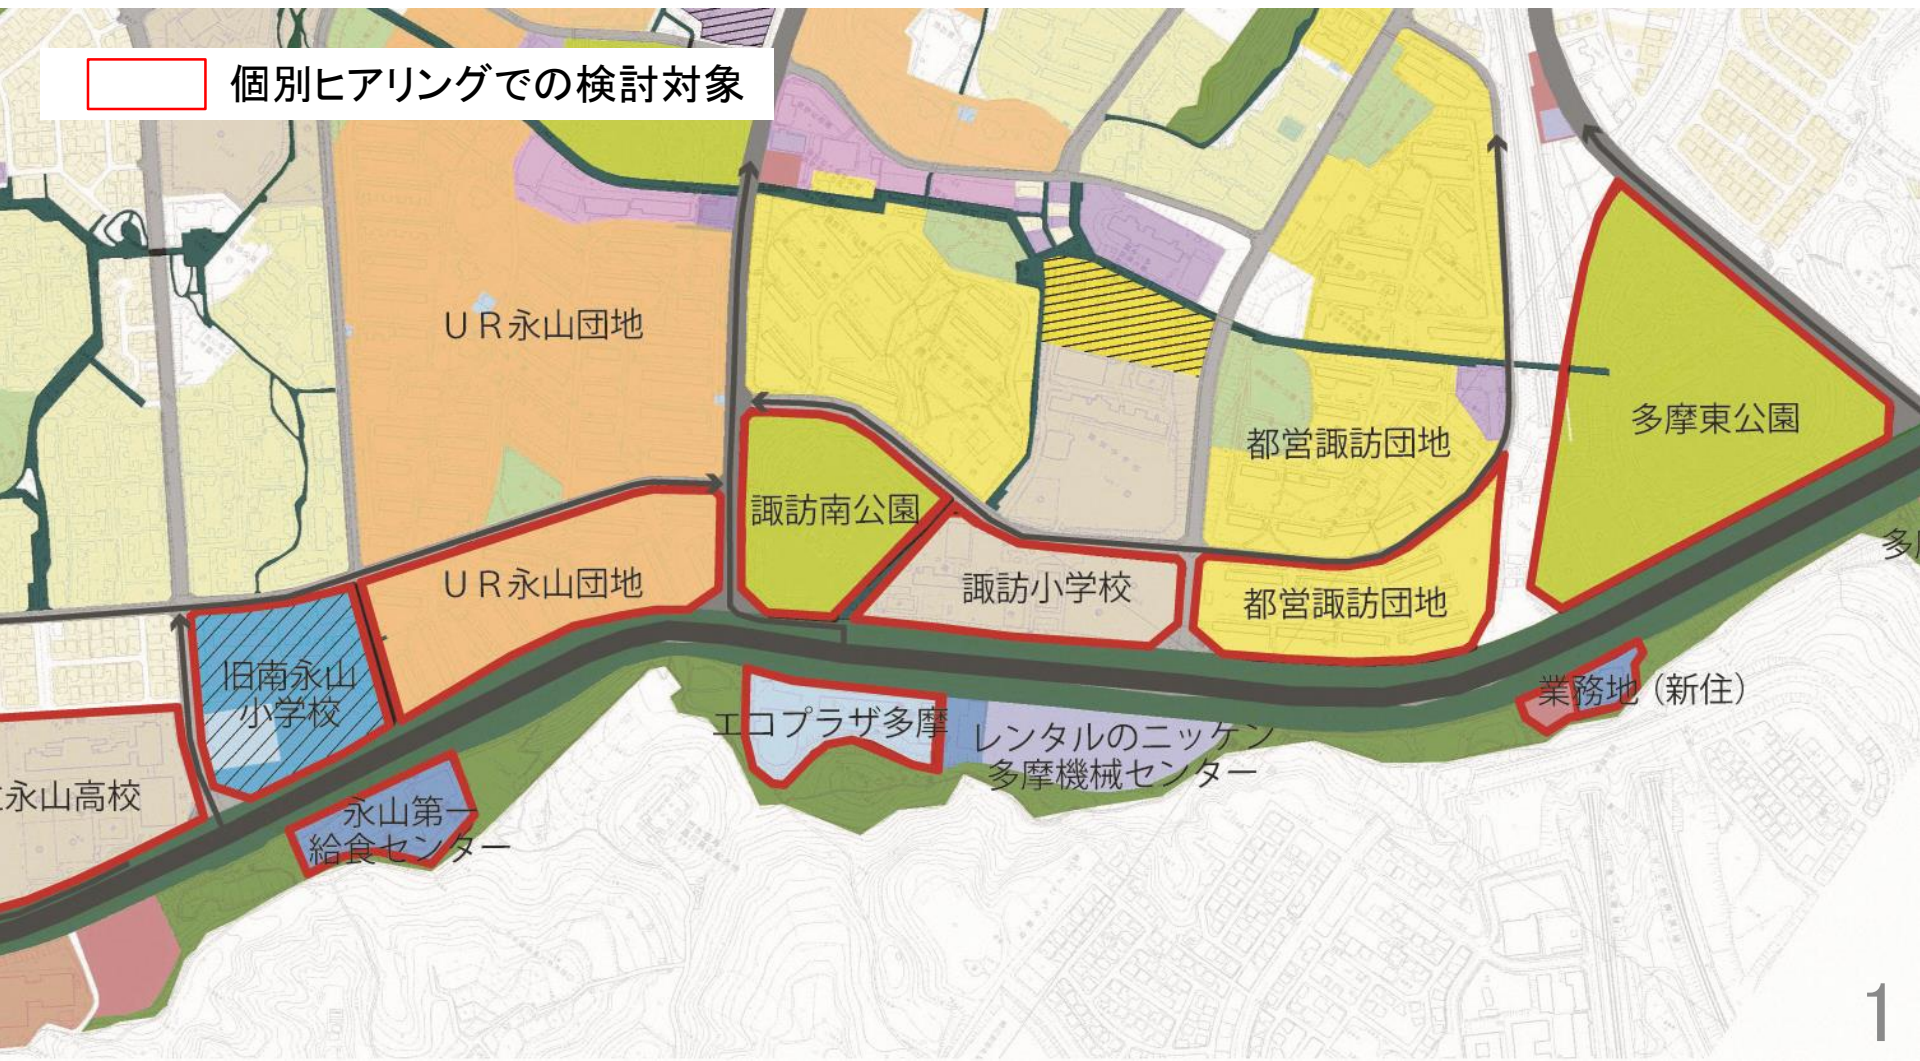 個別ヒアリングでの検討対象
UR永山団地
多摩東公園
都営諏訪団地
諏訪南公園
UR永山団地
諏訪小学校
都営諏訪団地
多
旧南永山
小学校
業務地（新住）
エコプラザ多摩
レンタルのニッケン
多摩機械センター
永山高校
永山第一
給食センター
1